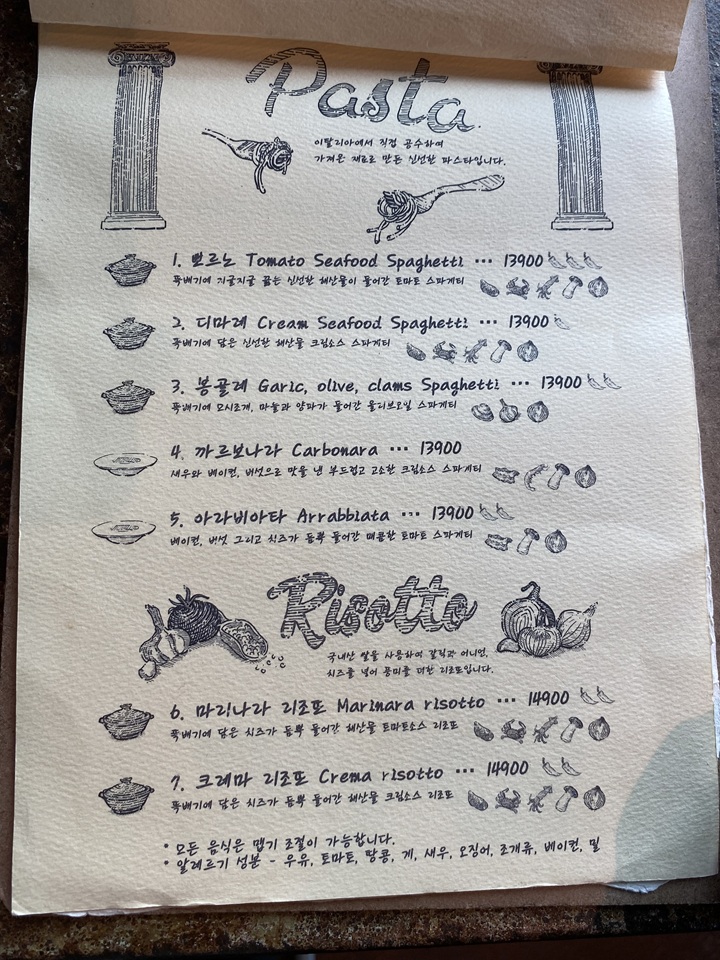 Pasta
이탈리아에서 직접 공수하여
가져온 재료로 만든 신선한 파스타입니다.
1. 뽀르노 Tomato Seafood Spaghetti ··· 13900
뚝배기에 지글지글 끓는 신선한 해산물이 들어간 토마토 스파게티
2. 디마레 Cream Seafood Spaghetti ··· 13900
뚝배기에 담은 신선한 해산물 크림소스 스파게티
3. 봉골레 Garic, olive, clams Spaghetti ··· 13900
뚝배기에 모시조개, 마늘과 양파가 들어간 올리브오일 스파게티
4. 까르보나라 Carbonara ··· 13900
새우와 베이컨, 버섯으로 맛을 낸 부드럽고 고소한 크림소스 스파게티
5. 아라비아타 Arrabbiata ··· 13900
베이컨, 버섯 그리고 치즈가 듬뿍 들어간 매콤한 토마토 스파게티
Risotto
국내산 쌀을 사용하여 갈릭과 어니언,
치즈를 넣어 풍미를 더한 리조또입니다.
6. 마리나라 리조또 Marinara risotto ··· 14900
뚝배기에 담은 치즈가 듬뿍 들어간 해산물 토마토소스 리조또
7. 크레마 리조또 Crema risotto ··· 14900
뚝배기에 담은 치즈가 듬뿍 들어간 해산물 크림소스 리조또
* 모든 음식은 맵기 조절이 가능합니다.
* 알레르기 성분 - 우유, 토마토, 땅콩, 게, 새우, 오징어, 조개류, 베이컨, 밀